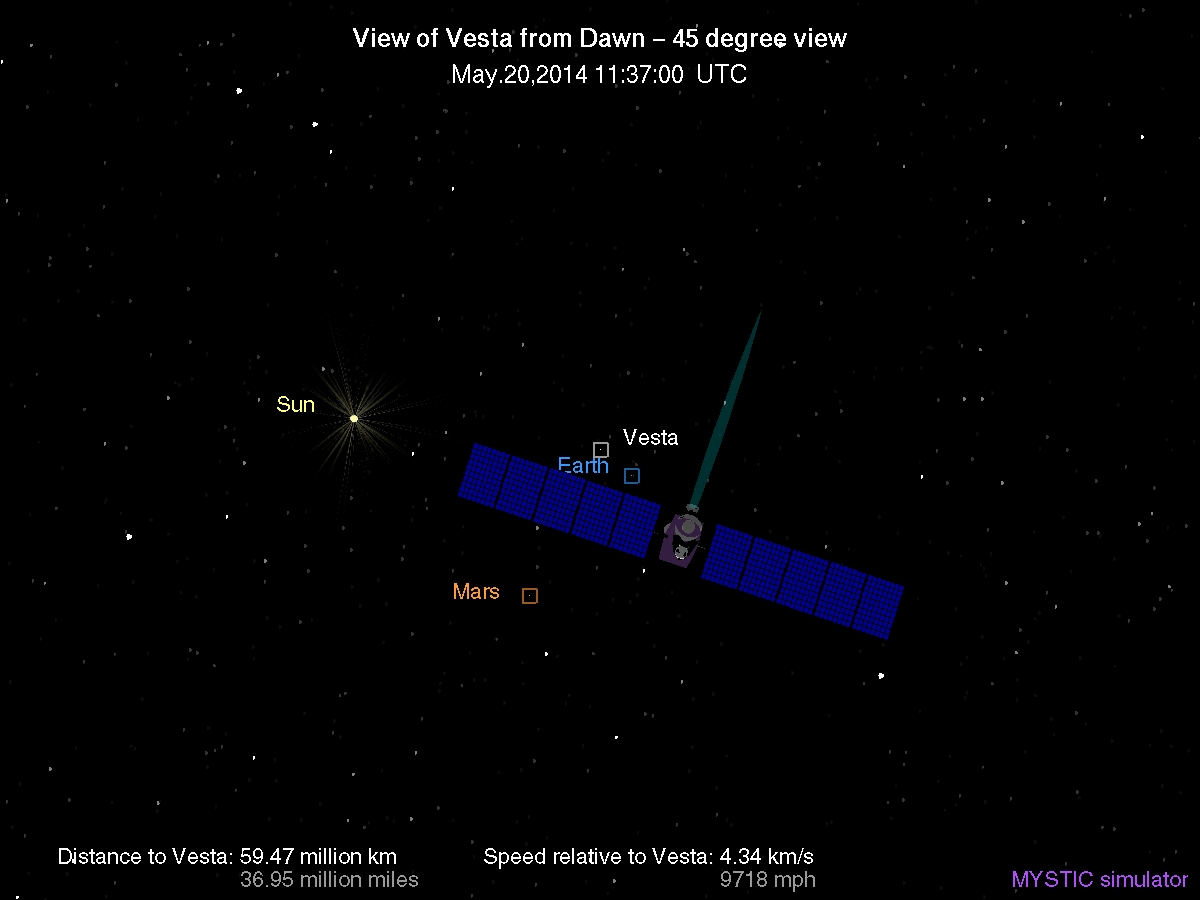 View of Vesta from Dawn – 45 degree view
May.20,2014 11:37:00 UTC
Sun
Vesta
Earth
Mars
Distance to Vesta: 59.47 million km
36.95 million miles
Speed relative to Vesta: 4.34 km/s
9718 mph
MYSTIC simulator